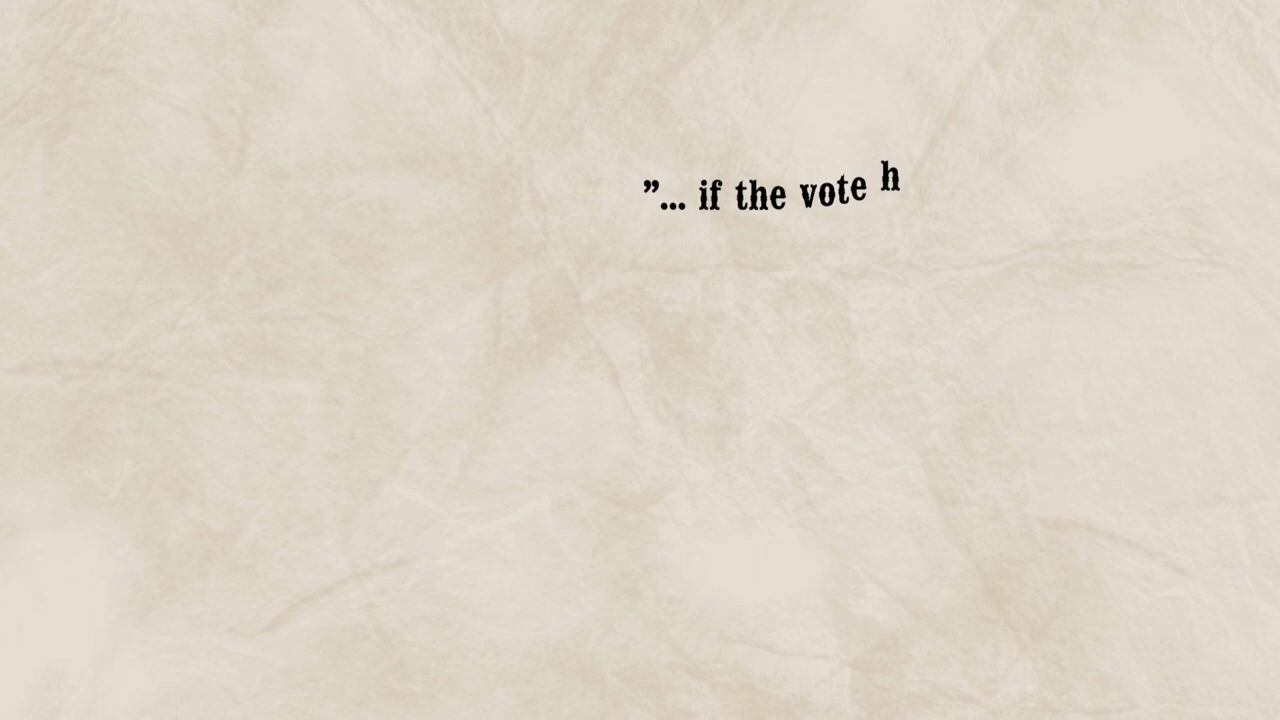 ”... if the vote h